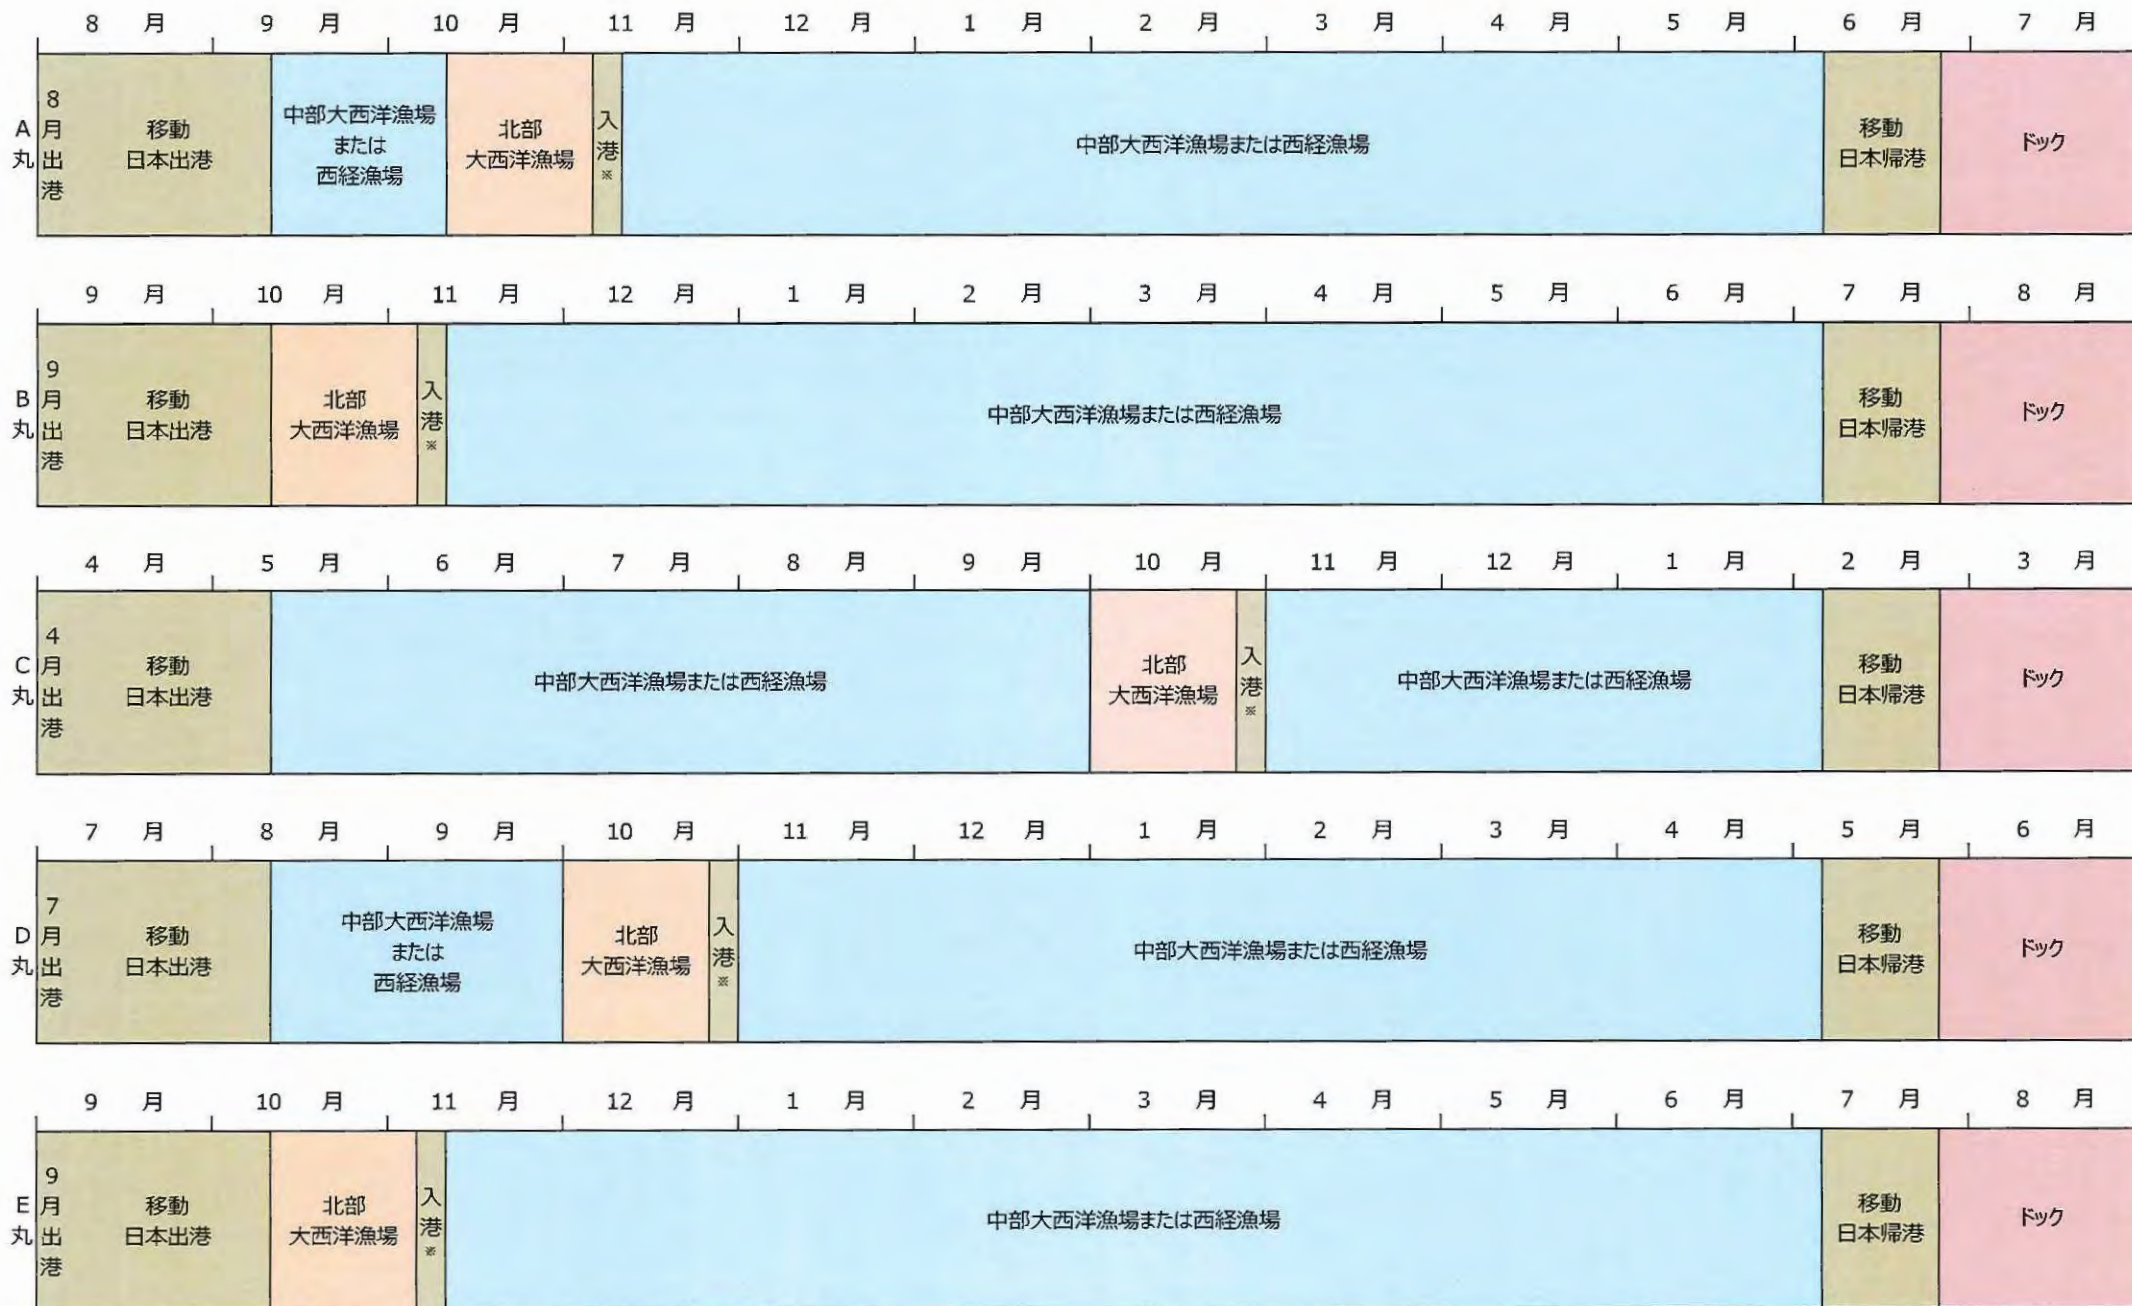 8 月 9 月 10 月 11 月 12 月 1 月 2 月 3 月 4 月 5 月 6 月 7 月
A丸
8月出港
移動
日本出港
中部大西洋漁場
または
西経漁場
北部
大西洋漁場
入港※
中部大西洋漁場または西経漁場
移動
日本帰港
ドック
9 月 10 月 11 月 12 月 1 月 2 月 3 月 4 月 5 月 6 月 7 月 8 月
B丸
9月出港
移動
日本出港
北部
大西洋漁場
入港※
中部大西洋漁場または西経漁場
移動
日本帰港
ドック
4 月 5 月 6 月 7 月 8 月 9 月 10 月 11 月 12 月 1 月 2 月 3 月
C丸
4月出港
移動
日本出港
中部大西洋漁場または西経漁場
北部
大西洋漁場
入港※
中部大西洋漁場または西経漁場
移動
日本帰港
ドック
7 月 8 月 9 月 10 月 11 月 12 月 1 月 2 月 3 月 4 月 5 月 6 月
D丸
7月出港
移動
日本出港
中部大西洋漁場
または
西経漁場
北部
大西洋漁場
入港※
中部大西洋漁場または西経漁場
移動
日本帰港
ドック
9 月 10 月 11 月 12 月 1 月 2 月 3 月 4 月 5 月 6 月 7 月 8 月
E丸
9月出港
移動
日本出港
北部
大西洋漁場
入港※
中部大西洋漁場または西経漁場
移動
日本帰港
ドック